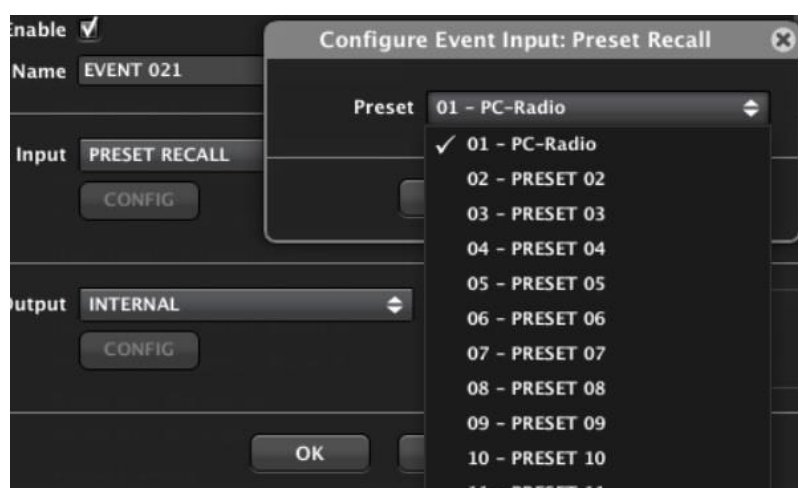 Enable
Name EVENT 021
Input PRESET RECALL
CONFIG
Output INTERNAL
CONFIG
OK
Configure Event Input: Preset Recall
Preset 01 - PC-Radio
01 - PC-Radio
02 - PRESET 02
03 - PRESET 03
04 - PRESET 04
05 - PRESET 05
06 - PRESET 06
07 - PRESET 07
08 - PRESET 08
09 - PRESET 09
10 - PRESET 10